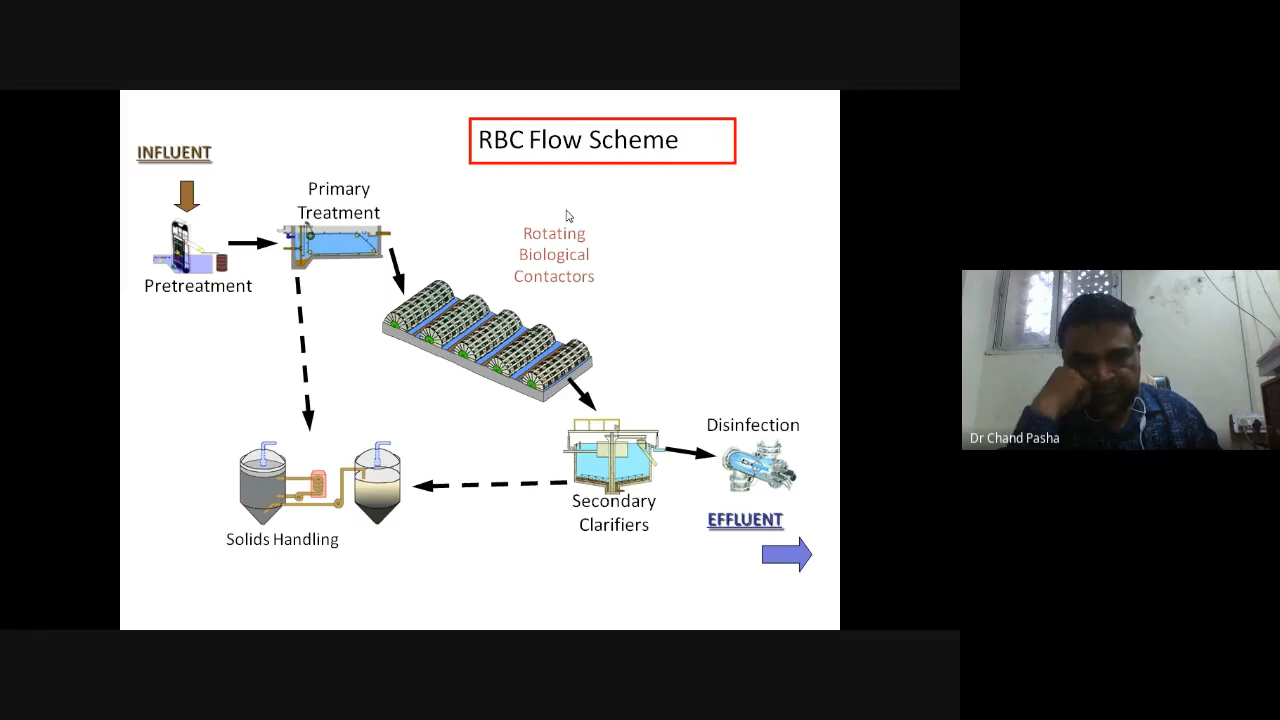 RBC Flow Scheme
INFLUENT
Primary
Treatment
Rotating
Biological
Contactors
Pretreatment
Disinfection
Secondary
Clarifiers
EFFLUENT
Solids Handling
Dr Chand Pasha